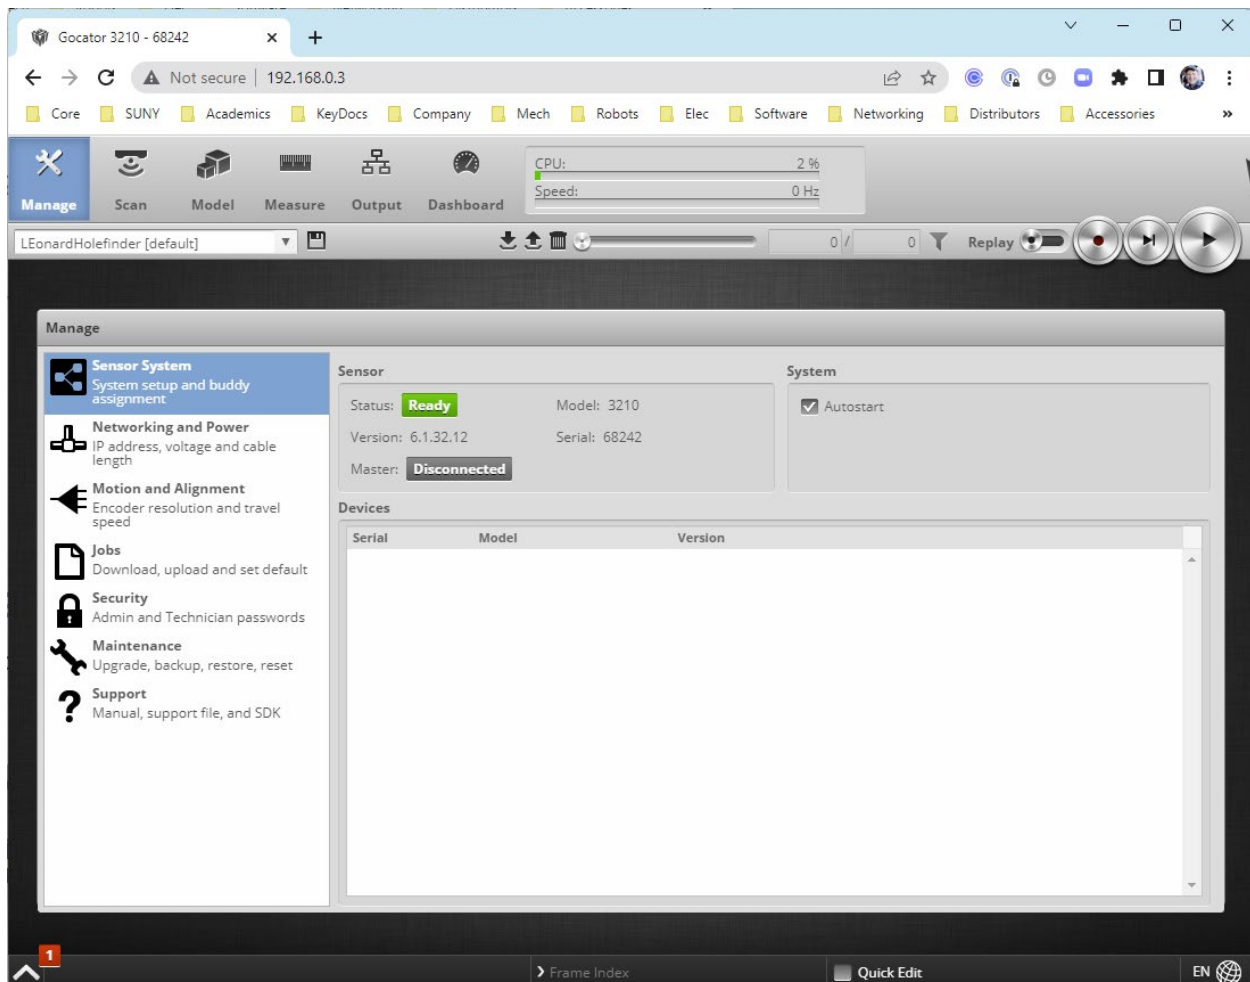 Gocator 3210 - 68242
Not secure 192.168.0.3
Core SUNY Academics KeyDocs Company Mech Robots Elec Software Networking Distributors Accessories »
Manage Scan Model Measure Output Dashboard
CPU: 2 %
Speed: 0 Hz
LEonardHolefinder [default]
0 / 0
Replay
Manage
Sensor System
System setup and buddy
assignment
Networking and Power
IP address, voltage and cable
length
Motion and Alignment
Encoder resolution and travel
speed
Jobs
Download, upload and set default
Security
Admin and Technician passwords
Maintenance
Upgrade, backup, restore, reset
Support
Manual, support file, and SDK
Sensor
Status: Ready Model: 3210
Version: 6.1.32.12 Serial: 68242
Master: Disconnected
System
Autostart
Devices
Serial Model Version
1
Frame Index
Quick Edit
EN